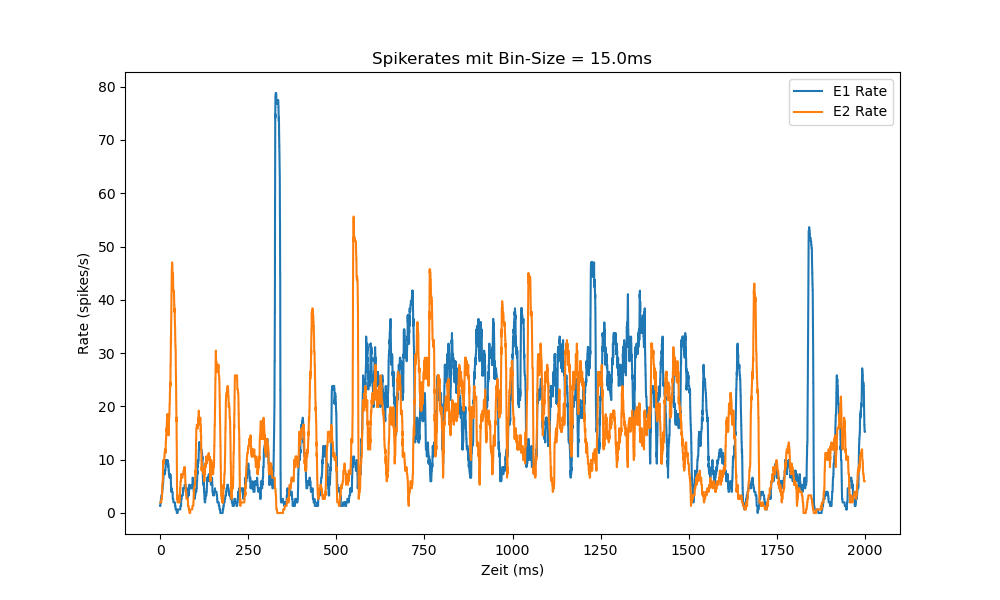 Spikerates mit Bin-Size = 15.0ms
E1 Rate
E2 Rate
Rate (spikes/s)
80
70
60
50
40
30
20
10
0
0 250 500 750 1000 1250 1500 1750 2000
Zeit (ms)